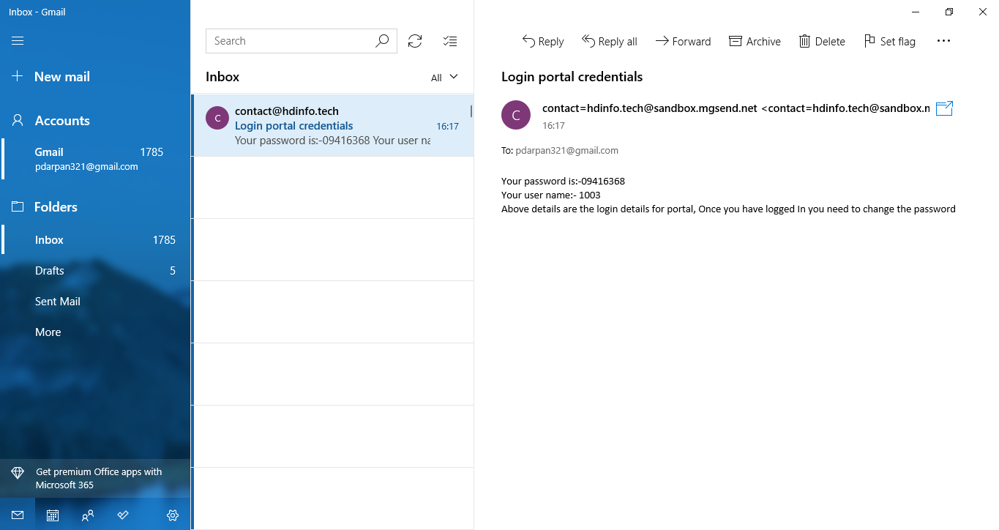 Inbox - Gmail
New mail
Accounts
Gmail 1785
pdarpan321@gmail.com
Folders
Inbox 1785
Drafts 5
Sent Mail
More
Get premium Office apps with
Microsoft 365
Search
Inbox All
C
contact@hdinfo.tech
Login portal credentials 16:17
Your password is:-09416368 Your user na
Reply Reply all Forward Archive Delete Set flag
Login portal credentials
C
contact=hdinfo.tech@sandbox.mgsend.net <contact=hdinfo.tech@sandbox.n
16:17
To: pdarpan321@gmail.com
Your password is:-09416368
Your user name:- 1003
Above details are the login details for portal, Once you have logged In you need to change the password